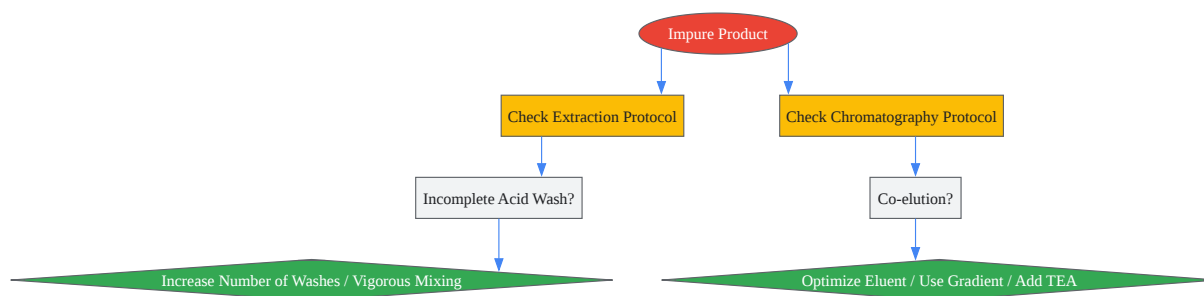 Impure Product
Check Extraction Protocol
Check Chromatography Protocol
Incomplete Acid Wash?
Co-elution?
Increase Number of Washes / Vigorous Mixing
Optimize Eluent / Use Gradient / Add TEA